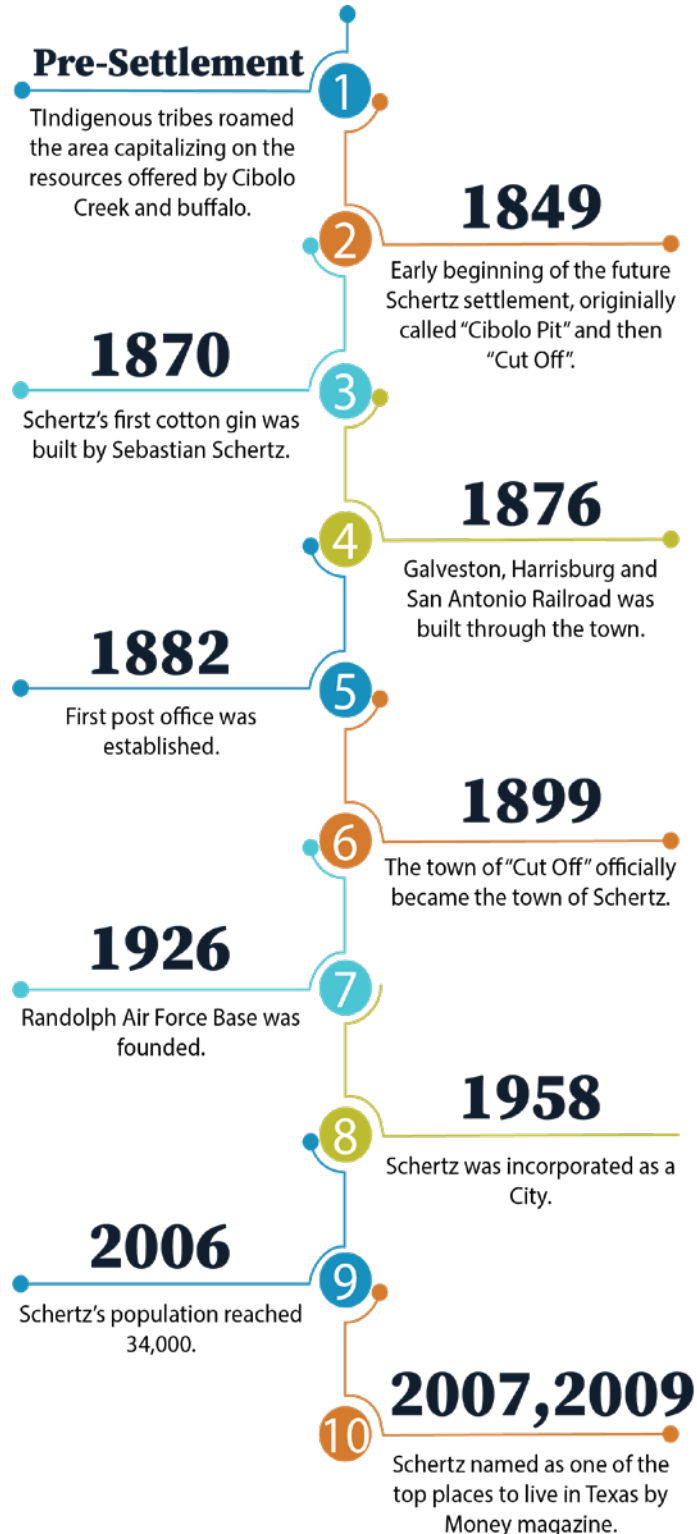 Pre-Settlement
1
TIndigenous tribes roamed
the area capitalizing on the
resources offered by Cibolo
Creek and buffalo.
1849
2
Early beginning of the future
Schertz settlement, originially
called “Cibolo Pit” and then
“Cut Off”.
1870
3
Schertz’s first cotton gin was
built by Sebastian Schertz.
1876
4
Galveston, Harrisburg and
San Antonio Railroad was
built through the town.
1882
5
First post office was
established.
1899
6
The town of “Cut Off” officially
became the town of Schertz.
1926
7
Randolph Air Force Base was
founded.
1958
8
Schertz was incorporated as a
City.
2006
9
Schertz’s population reached
34,000.
2007,2009
10
Schertz named as one of the
top places to live in Texas by
Money magazine.